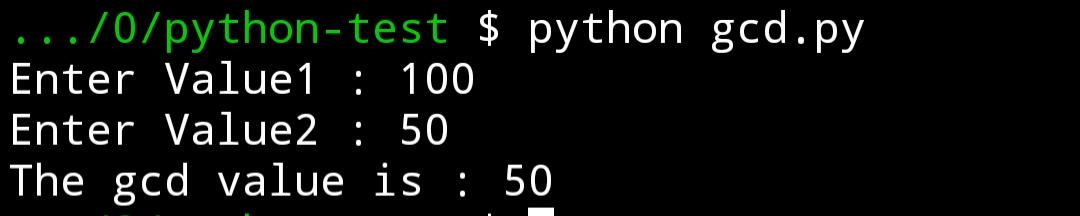 .../0/python-test $ python gcd.py
Enter Value1 : 100
Enter Value2 : 50
The gcd value is : 50